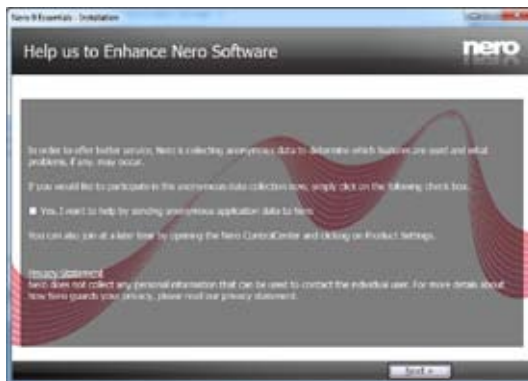 Nero 9 Essentials - Installation
Help us to Enhance Nero Software
nero
In order to offer better service, Nero is collecting anonymous data to determine which features are used and what
problems, if any, may occur.
If you would like to participate in this anonymous data collection now, simply click on the following check box.
Yes, I want to help by sending anonymous application data to Nero
You can also join at a later time by opening the Nero ControlCenter and clicking on Product Settings.
Privacy Statement
Nero does not collect any personal information that can be used to contact the individual user. For more details about
how Nero guards your privacy, please read our privacy statement.
Next >